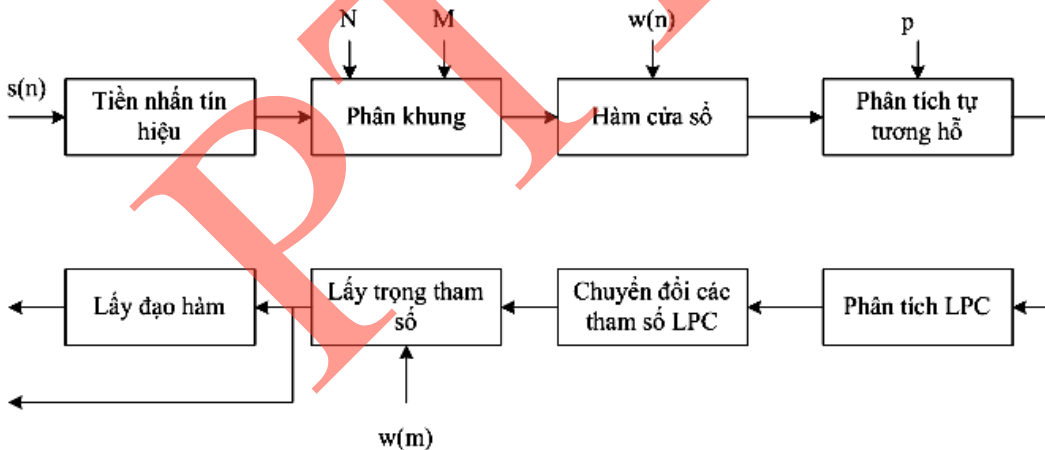 N
M
w(n)
p
s(n)
Tiền nhấn tín
hiệu
Phân khung
Hàm cửa sổ
Phân tích tự
tương hỗ
Lấy đạo hàm
Lấy trọng tham
số
Chuyển đổi các
tham số LPC
Phân tích LPC
w(m)
PT